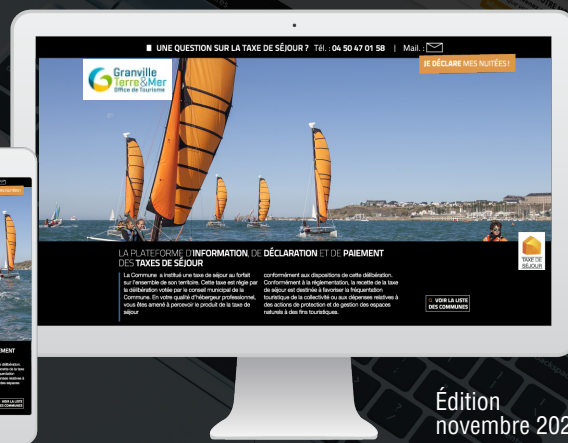 UNE QUESTION SUR LA TAXE DE SÉJOUR ? Tél. : 04 50 47 01 58 | Mail. :
JE DÉCLARE MES NUITÉES !
Granville
Terre&Mer
Office de Tourisme
LA PLATEFORME D'INFORMATION, DE DÉCLARATION ET DE PAIEMENT
DES TAXES DE SÉJOUR
La Commune a institué une taxe de séjour au forfait
sur l'ensemble de son territoire. Cette taxe est régie par
la délibération votée par le conseil municipal de la
Commune. En votre qualité d'hébergeur professionnel,
vous êtes amené à percevoir le produit de la taxe de
séjour
conformément aux dispositions de cette délibération.
Conformément à la réglementation, la recette de la taxe
de séjour est destinée à favoriser la fréquentation
touristique de la collectivité ou aux dépenses relatives à
des actions de protection et de gestion des espaces
naturels à des fins touristiques.
TAXE DE
SÉJOUR
VOIR LA LISTE
DES COMMUNES
EMENT
VOIR LA LISTE
DES COMMUNES
Édition
novembre 202